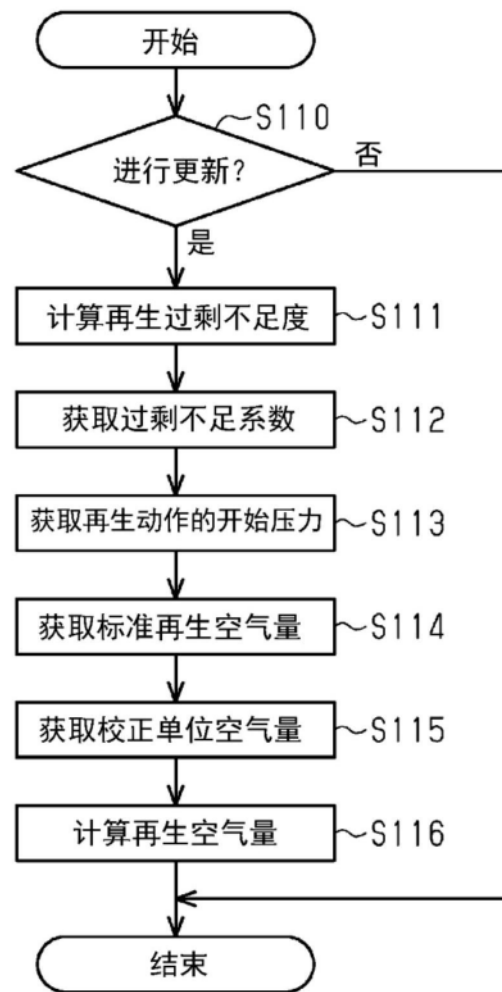 开始
S110
进行更新?
否
是
计算再生过剩不足度
S111
获取过剩不足系数
S112
获取再生动作的开始压力
S113
获取标准再生空气量
S114
获取校正单位空气量
S115
计算再生空气量
S116
结束